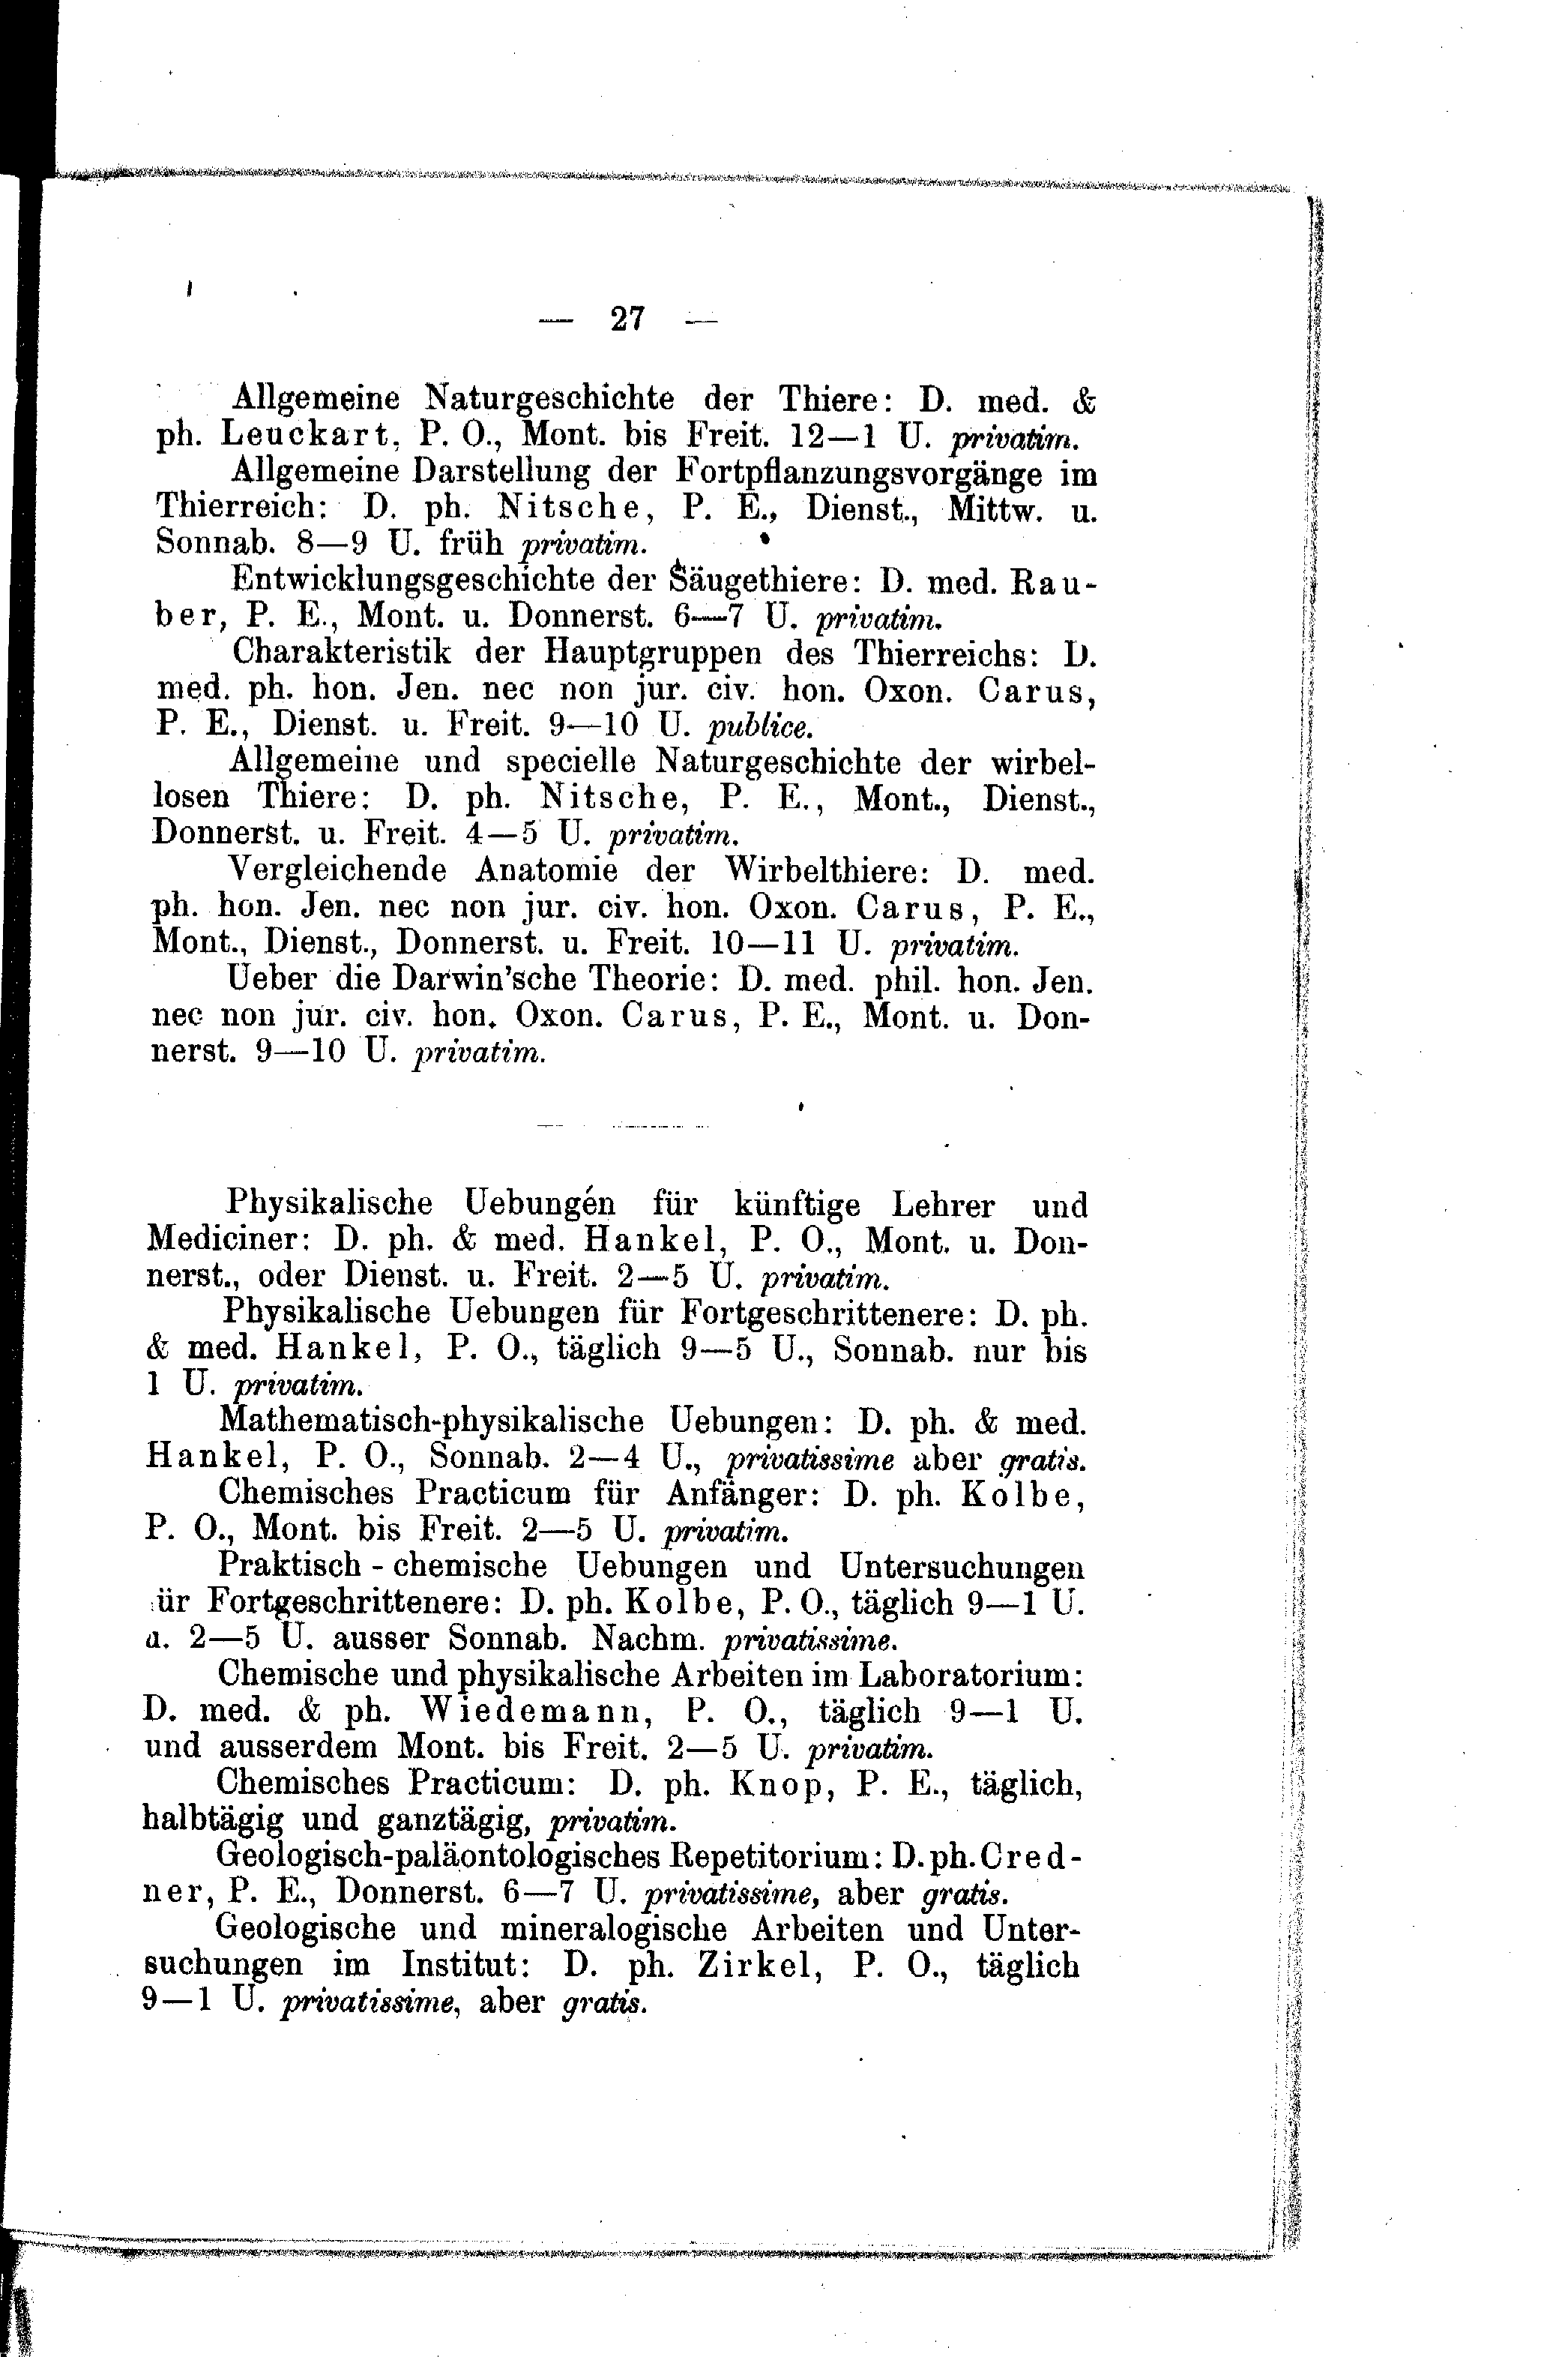 — 27 —
Allgemeine Naturgeschichte der Thiere: D. med. &
ph. Leuckart, P. O., Mont. bis Freit. 12—1 U. privatim.
Allgemeine Darstellung der Fortpflanzungsvorgänge im
Thierreich: D. ph. Nitsche, P. E., Dienst., Mittw. u.
Sonnab. 8—9 U. früh privatim.
Entwicklungsgeschichte der Säugethiere: D. med. Rau-
ber, P. E., Mont. u. Donnerst. 6—7 U. privatim.
Charakteristik der Hauptgruppen des Thierreichs: D.
med. ph. hon. Jen. nec non jur. civ. hon. Oxon. Carus,
P. E., Dienst. u. Freit. 9—10 U. publice.
Allgemeine und specielle Naturgeschichte der wirbel-
losen Thiere: D. ph. Nitsche, P. E., Mont., Dienst.,
Donnerst. u. Freit. 4—5 U. privatim.
Vergleichende Anatomie der Wirbelthiere: D. med.
ph. hon. Jen. nec non jur. civ. hon. Oxon. Carus, P. E.,
Mont., Dienst., Donnerst. u. Freit. 10—11 U. privatim.
Ueber die Darwin'sche Theorie: D. med. phil. hon. Jen.
nec non jur. civ. hon. Oxon. Carus, P. E., Mont. u. Don-
nerst. 9—10 U. privatim.
Physikalische Uebungen für künftige Lehrer und
Mediciner: D. ph. & med. Hankel, P. O., Mont. u. Don-
nerst., oder Dienst. u. Freit. 2—5 U. privatim.
Physikalische Uebungen für Fortgeschrittenere: D. ph.
& med. Hankel, P. O., täglich 9—5 U., Sonnab. nur bis
1 U. privatim.
Mathematisch-physikalische Uebungen: D. ph. & med.
Hankel, P. O., Sonnab. 2—4 U., privatissime aber gratis.
Chemisches Practicum für Anfänger: D. ph. Kolbe,
P. O., Mont. bis Freit. 2—5 U. privatim.
Praktisch - chemische Uebungen und Untersuchungen
ür Fortgeschrittenere: D. ph. Kolbe, P. O., täglich 9—1 U.
u. 2—5 U. ausser Sonnab. Nachm. privatissime.
Chemische und physikalische Arbeiten im Laboratorium:
D. med. & ph. Wiedemann, P. O., täglich 9—1 U.
und ausserdem Mont. bis Freit. 2—5 U. privatim.
Chemisches Practicum: D. ph. Knop, P. E., täglich,
halbtägig und ganztägig, privatim.
Geologisch-paläontologisches Repetitorium: D. ph. Cred-
ner, P. E., Donnerst. 6—7 U. privatissime, aber gratis.
Geologische und mineralogische Arbeiten und Unter-
suchungen im Institut: D. ph. Zirkel, P. O., täglich
9—1 U. privatissime, aber gratis.